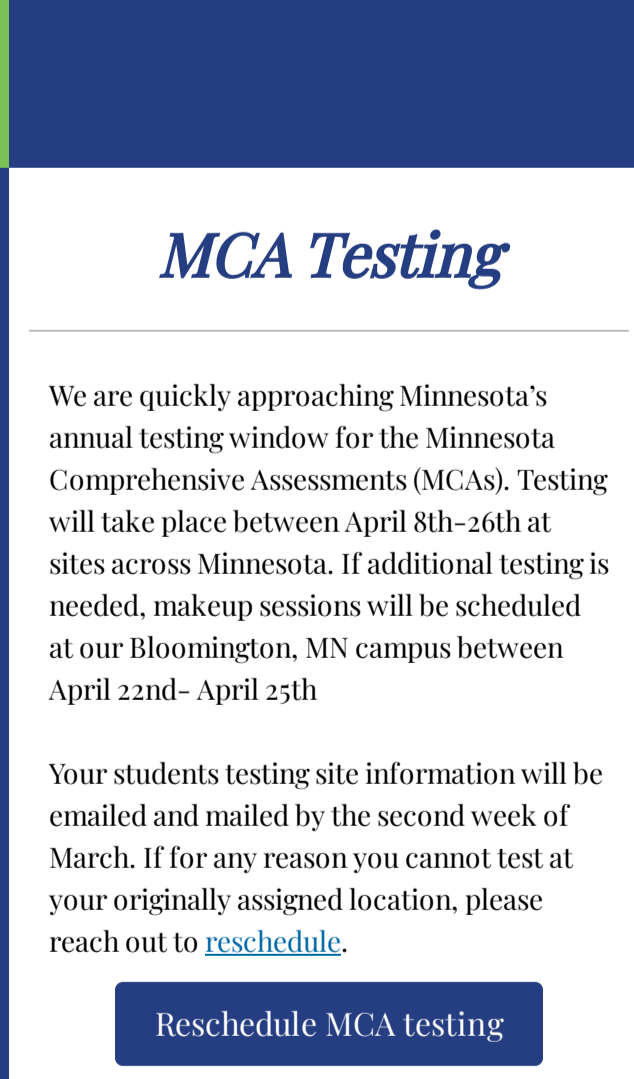 MCA Testing
We are quickly approaching Minnesota’s
annual testing window for the Minnesota
Comprehensive Assessments (MCAs). Testing
will take place between April 8th-26th at
sites across Minnesota. If additional testing is
needed, makeup sessions will be scheduled
at our Bloomington, MN campus between
April 22nd- April 25th
Your students testing site information will be
emailed and mailed by the second week of
March. If for any reason you cannot test at
your originally assigned location, please
reach out to reschedule.
Reschedule MCA testing